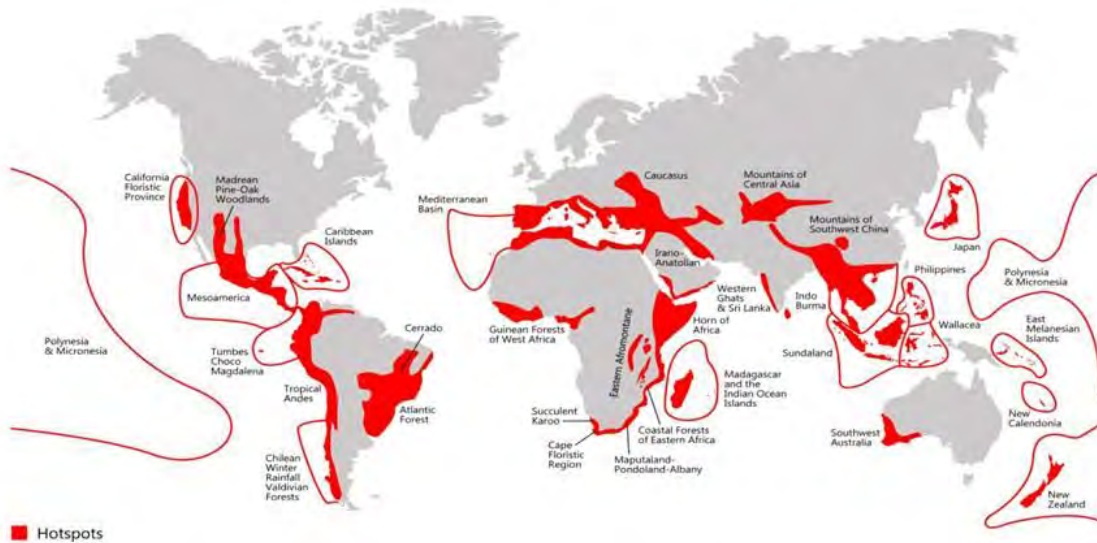 California
Floristic
Province
Madrean
Pine-Oak
Woodlands
Caribbean
Islands
Mesoamerica
Polynesia
& Micronesia
Tumbes
Choco
Magdalena
Tropical
Andes
Cerrado
Atlantic
Forest
Chilean
Winter
Rainfall
Valdivian
Forests
Mediterranean
Basin
Caucasus
Irano-
Anatolian
Guinean Forests
of West Africa
Eastern Afromontane
Horn of
Africa
Succulent
Karoo
Cape
Floristic
Region
Maputaland-
Pondoland-Albany
Coastal Forests
of Eastern Africa
Madagascar
and the
Indian Ocean
Islands
Mountains of
Central Asia
Mountains of
Southwest China
Western
Ghats
& Sri Lanka
Indo
Burma
Japan
Philippines
Polynesia
& Micronesia
Sundaland
Wallacea
East
Melanesian
Islands
Southwest
Australia
New
Calendonia
New
Zealand
Hotspots